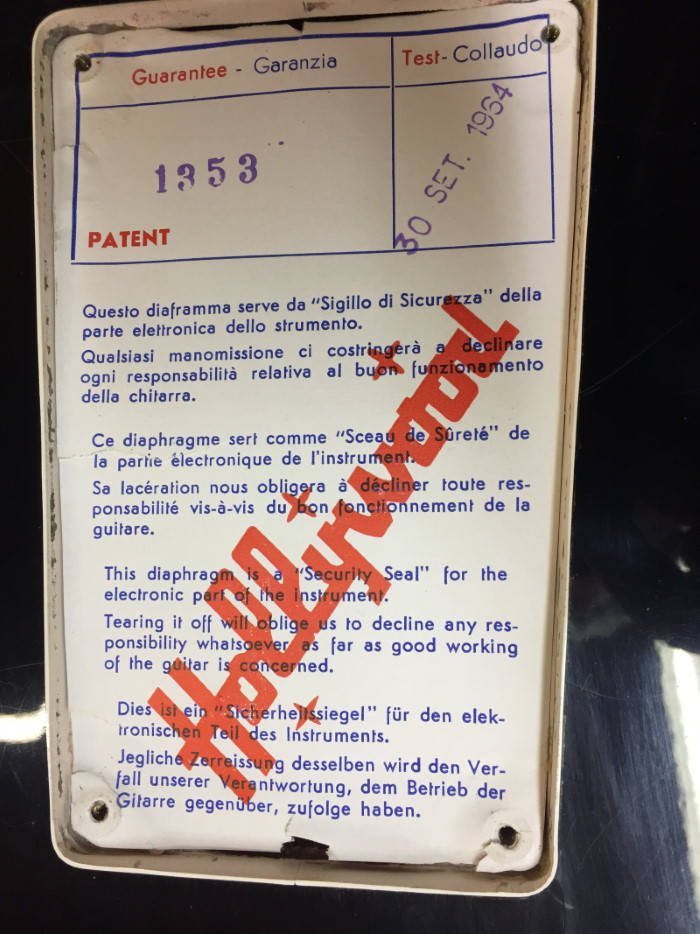 Guarantee - Garanzia
Test- Collaudo
1353
30 SET. 1964
PATENT
Questo diaframma serve da "Sigillo di Sicurezza" della
parte elettronica dello strumento.
Qualsiasi manomissione ci costringerà a declinare
ogni responsabilità relativa al buon funzionamento
della chitarra.
Ce diaphragme sert comme "Sceau de Sûreté" de
la partie électronique de l'instrument.
Sa lacération nous obligera à décliner toute res-
ponsabilité vis-à-vis du bon fonctionnement de la
guitare.
This diaphragm is a "Security Seal" for the
electronic part of the instrument.
Tearing it off will oblige us to decline any res-
ponsibility whatsoever as far as good working
of the guitar is concerned.
Dies ist ein "Sicherheitssiegel" für den elek-
tronischen Teil des Instruments.
Jegliche Zerreissung desselben wird den Ver-
fall unserer Verantwortung, dem Betrieb der
Gitarre gegenüber, zufolge haben.
Hollywood